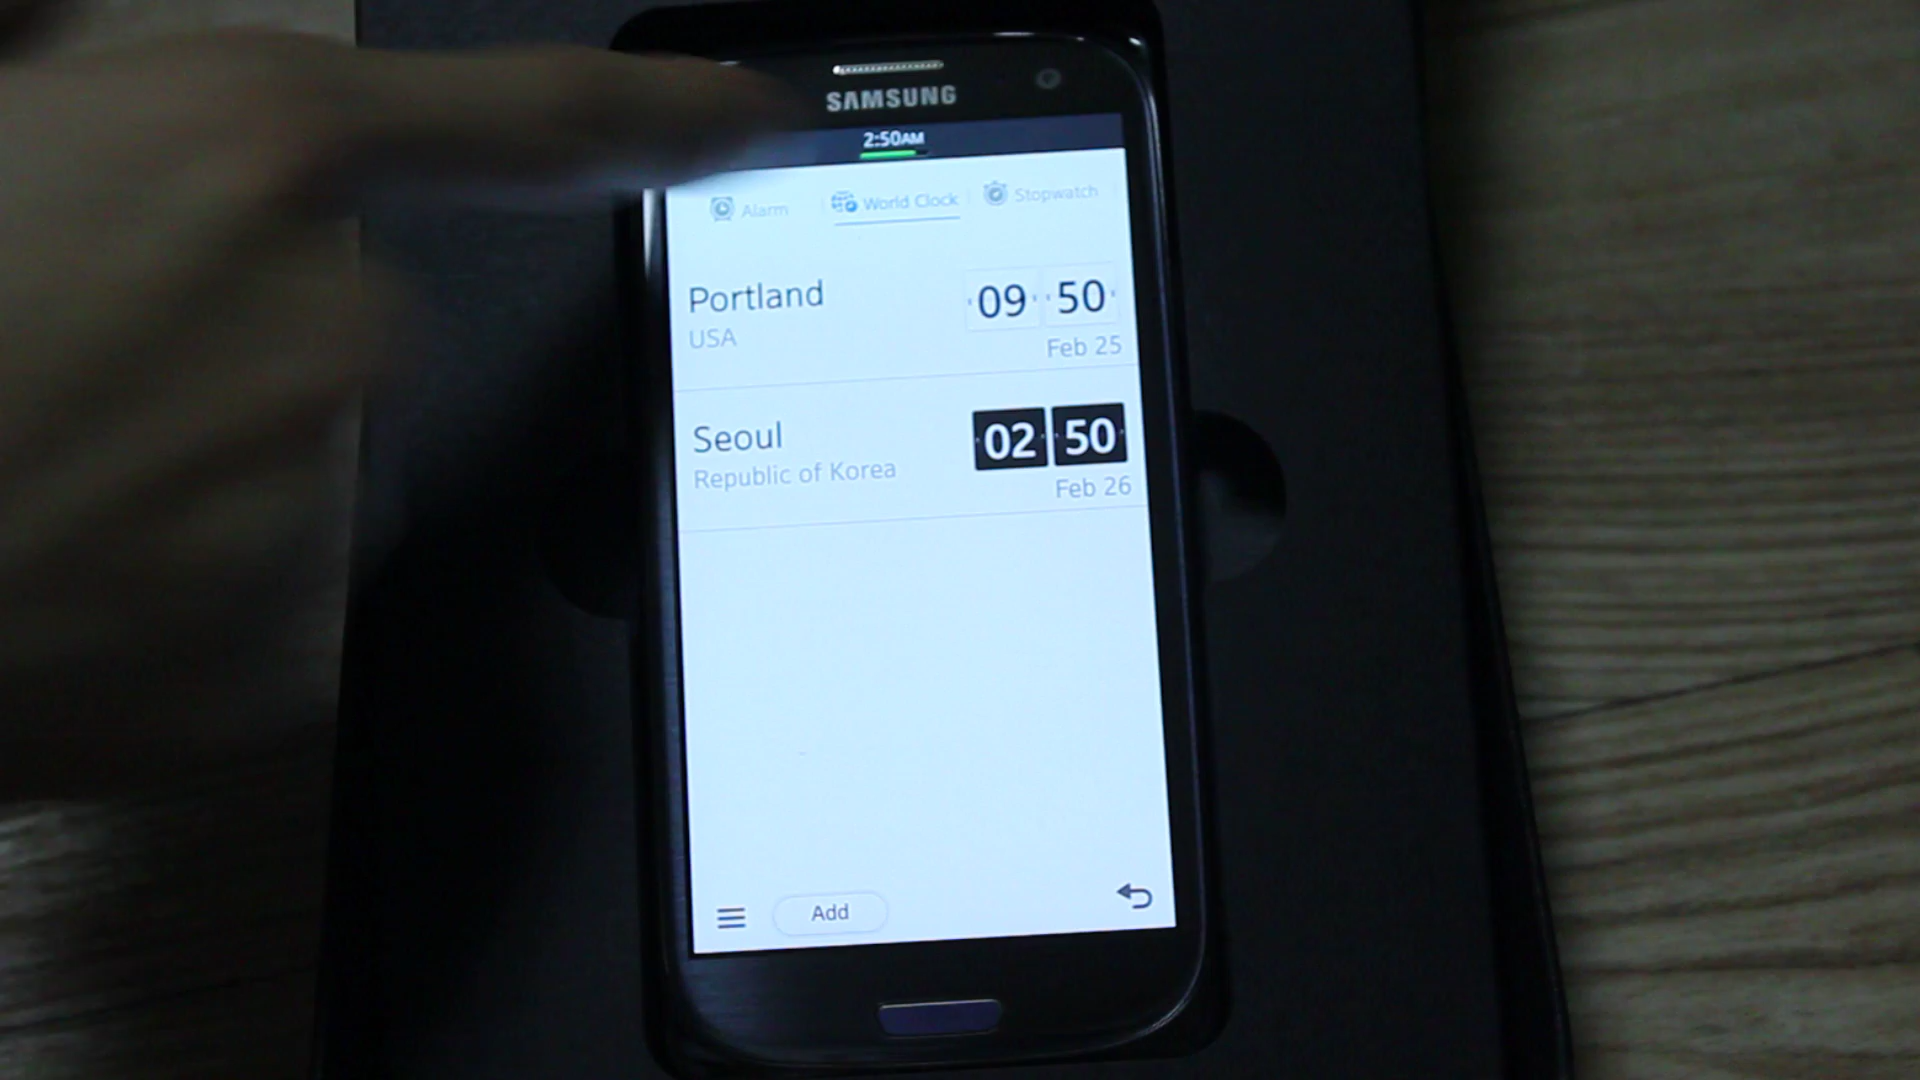 SAMSUNG
2:50AM
Alarm
World Clock
Stopwatch
Portland
09 50
USA
Feb 25
Seoul
02 50
Republic of Korea
Feb 26
Add